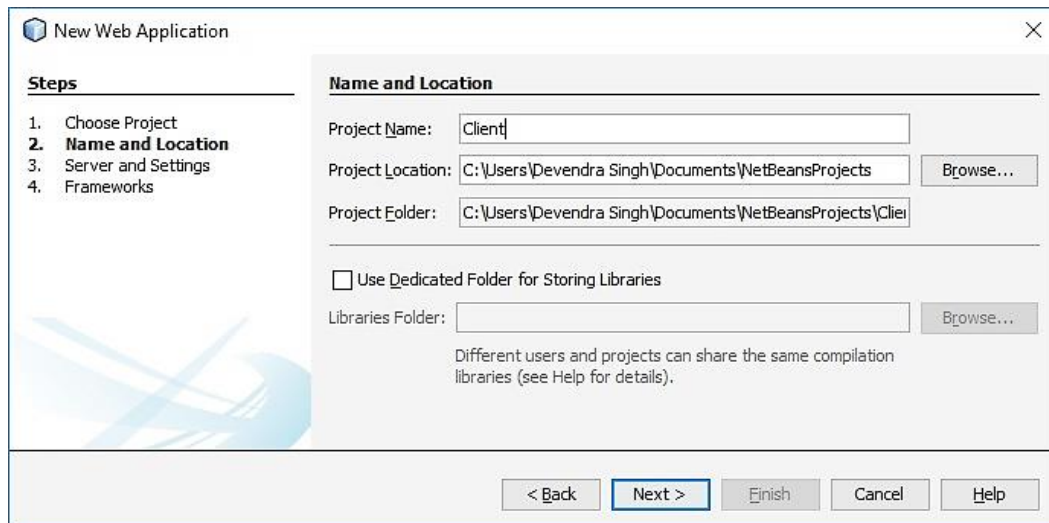 New Web Application
Steps
1. Choose Project
2. Name and Location
3. Server and Settings
4. Frameworks
Name and Location
Project Name: Client
Project Location: C:\Users\Devendra Singh\Documents\NetBeansProjects Browse...
Project Folder: C:\Users\Devendra Singh\Documents\NetBeansProjects\Clie
Use Dedicated Folder for Storing Libraries
Libraries Folder: Browse...
Different users and projects can share the same compilation
libraries (see Help for details).
< Back Next > Finish Cancel Help